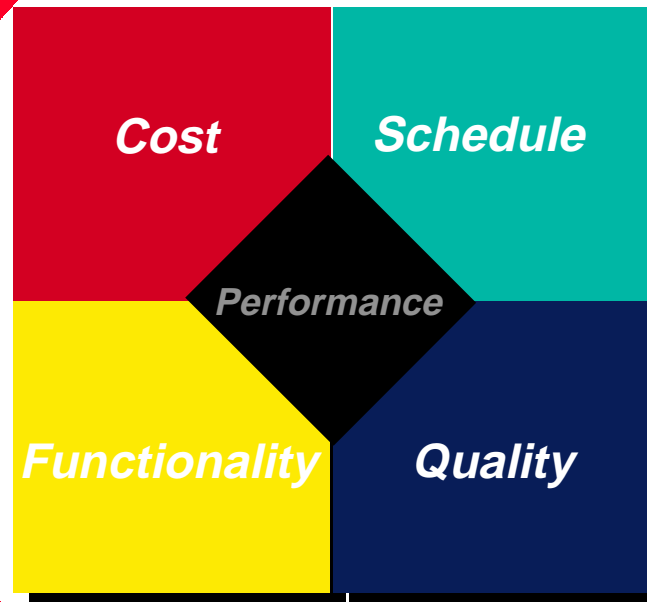 Cost
Schedule
Performance
Functionality
Quality